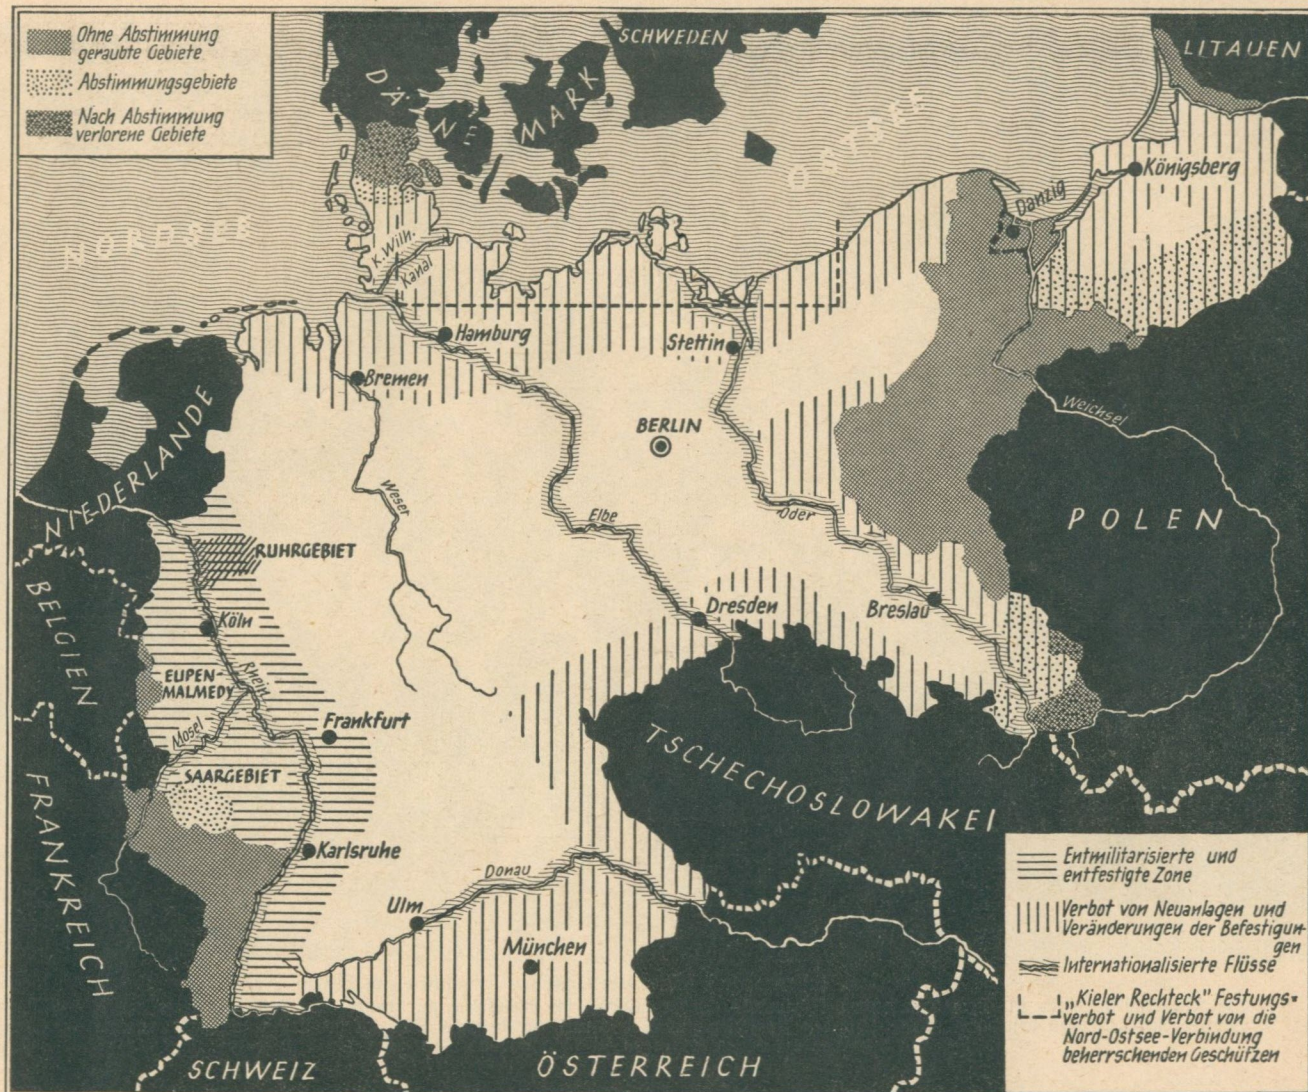 Ohne Abstimmung
geraubte Gebiete
Abstimmungsgebiete
Nach Abstimmung
verlorene Gebiete
SCHWEDEN
LITAUEN
DÄNEMARK
OSTSEE
NORDSEE
Königsberg
Danzig
K. Wilh.
Kanal
Hamburg
Stettin
Bremen
Weichsel
BERLIN
NIEDERLANDE
Weser
Elbe
Oder
POLEN
RUHRGEBIET
BELGIEN
Köln
Dresden
Breslau
EUPEN-
MALMEDY
Rhein
Mosel
Frankfurt
SAARGEBIET
TSCHECHOSLOWAKEI
FRANKREICH
Karlsruhe
Donau
Ulm
München
SCHWEIZ
ÖSTERREICH
Entmilitarisierte und
entfestigte Zone
Verbot von Neuanlagen und
Veränderungen der Befestigun-
gen
Internationalisierte Flüsse
„Kieler Rechteck" Festungs=
verbot und Verbot von die
Nord-Ostsee-Verbindung
beherrschenden Geschützen